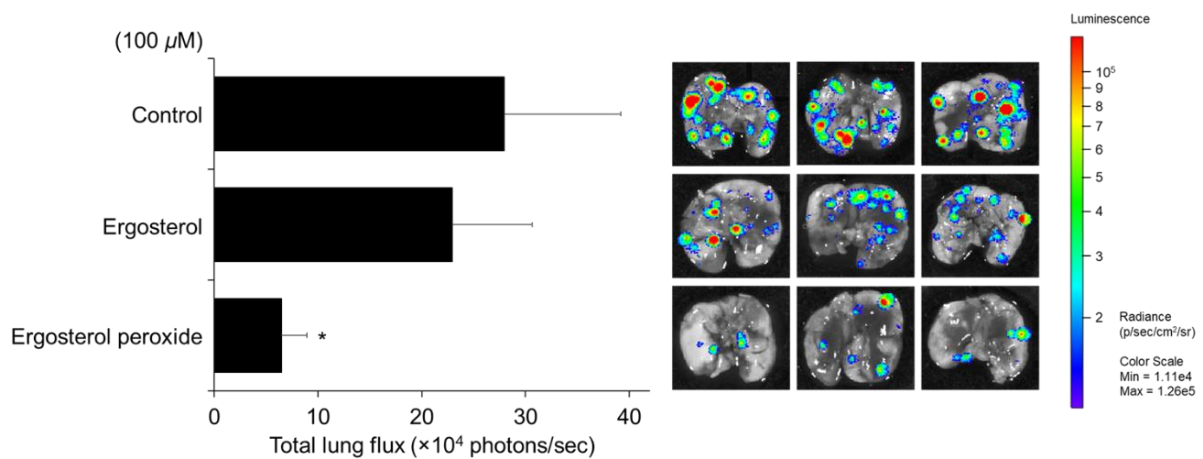 (100 µM)
Control
Ergosterol
Ergosterol peroxide
*
0 10 20 30 40
Total lung flux (×10⁴ photons/sec)
Luminescence
10⁵
9
8
7
6
5
4
3
2
Radiance
(p/sec/cm²/sr)
Color Scale
Min = 1.11e4
Max = 1.26e5